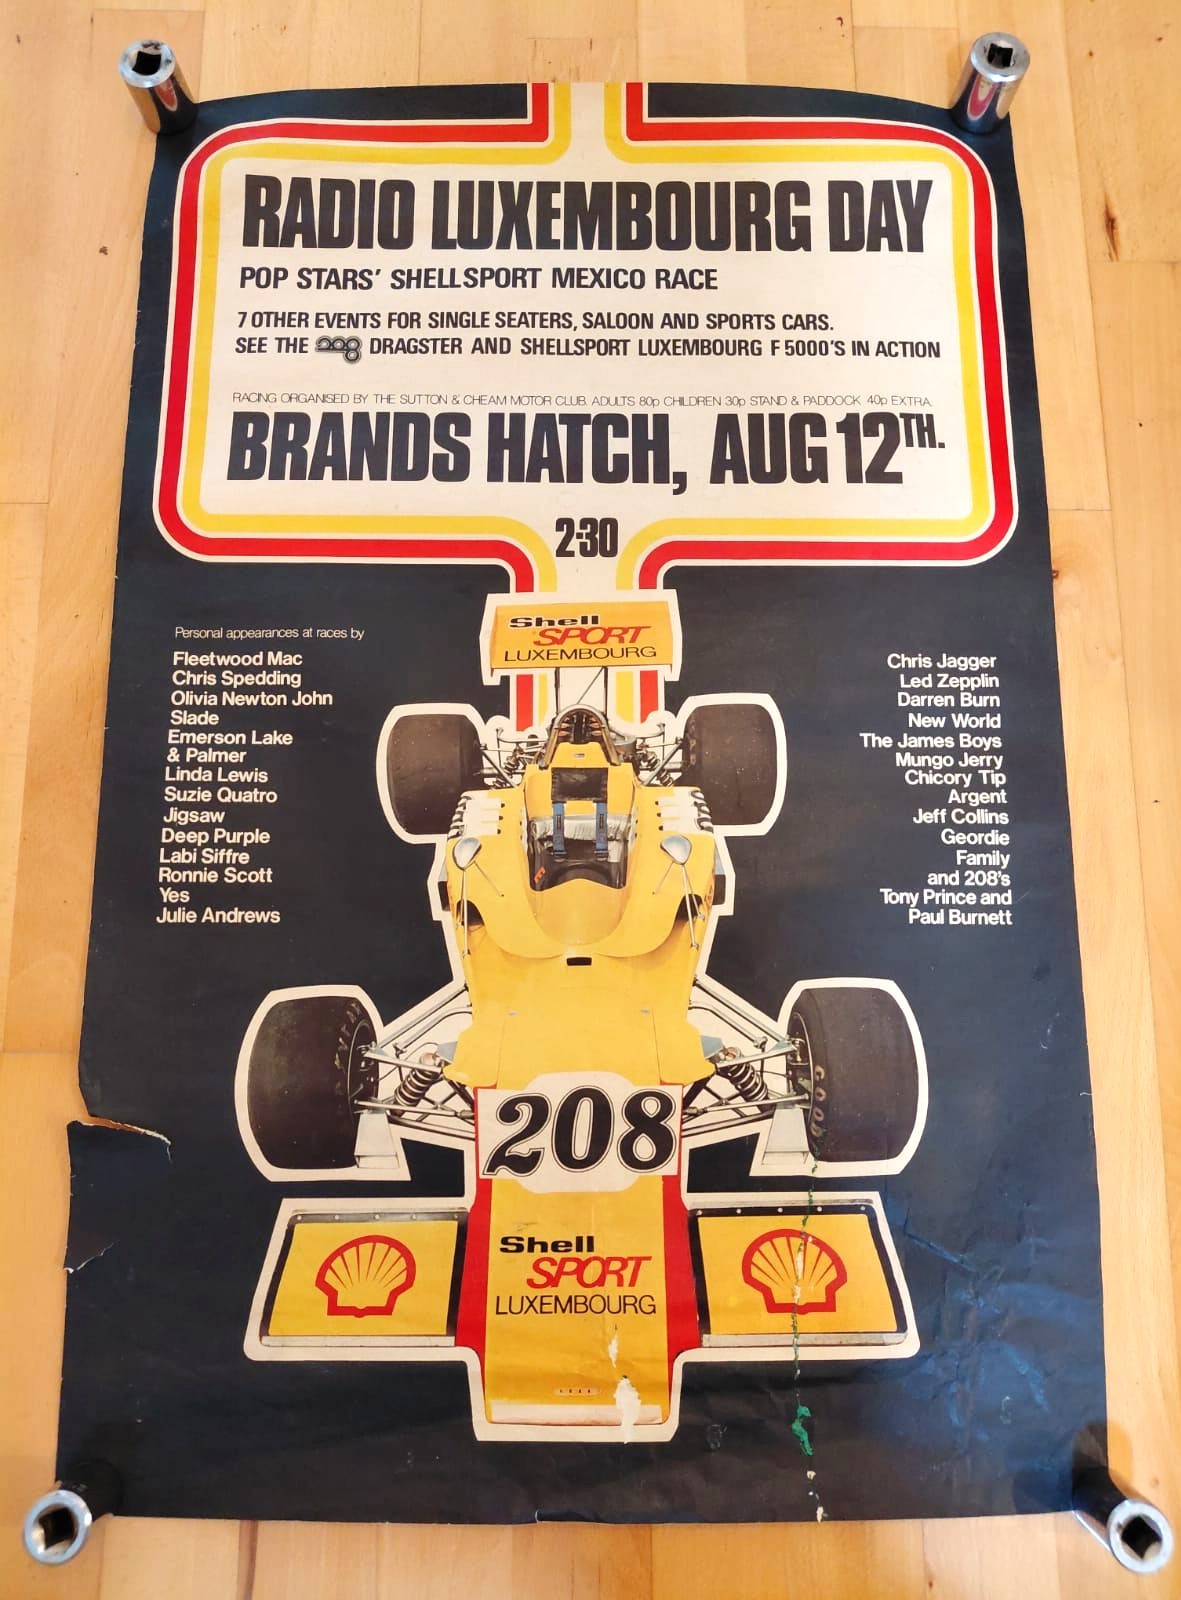 RADIO LUXEMBOURG DAY
POP STARS' SHELLSPORT MEXICO RACE
7 OTHER EVENTS FOR SINGLE SEATERS, SALOON AND SPORTS CARS.
SEE THE 208 DRAGSTER AND SHELLSPORT LUXEMBOURG F 5000'S IN ACTION
RACING ORGANISED BY THE SUTTON & CHEAM MOTOR CLUB. ADULTS 80p CHILDREN 30p STAND & PADDOCK 40p EXTRA.
BRANDS HATCH, AUG 12TH.
2-30
Shell
SPORT
LUXEMBOURG
Personal appearances at races by
Fleetwood Mac
Chris Spedding
Olivia Newton John
Slade
Emerson Lake
& Palmer
Linda Lewis
Suzie Quatro
Jigsaw
Deep Purple
Labi Siffre
Ronnie Scott
Yes
Julie Andrews
Chris Jagger
Led Zepplin
Darren Burn
New World
The James Boys
Mungo Jerry
Chicory Tip
Argent
Jeff Collins
Geordie
Family
and 208's
Tony Prince and
Paul Burnett
208
Shell
SPORT
LUXEMBOURG